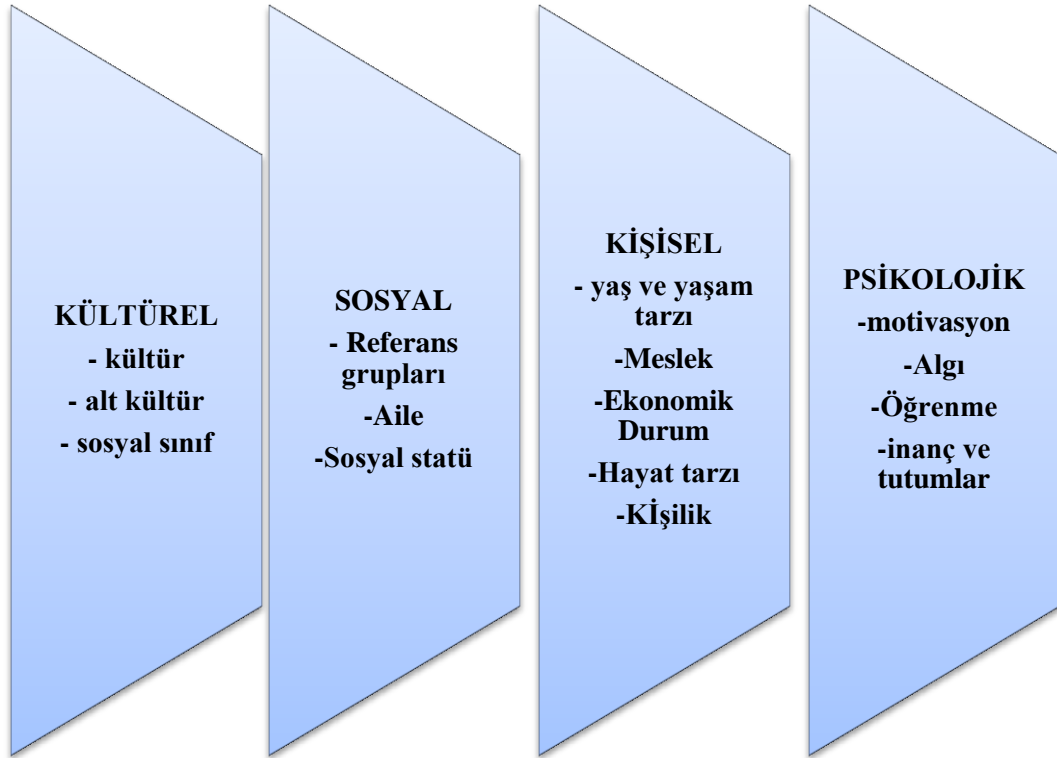 KÜLTÜREL
- kültür
- alt kültür
- sosyal sınıf
SOSYAL
- Referans
grupları
-Aile
-Sosyal statü
KİŞİSEL
- yaş ve yaşam
tarzı
-Meslek
-Ekonomik
Durum
-Hayat tarzı
-Kİşilik
PSİKOLOJİK
-motivasyon
-Algı
-Öğrenme
-inanç ve
tutumlar